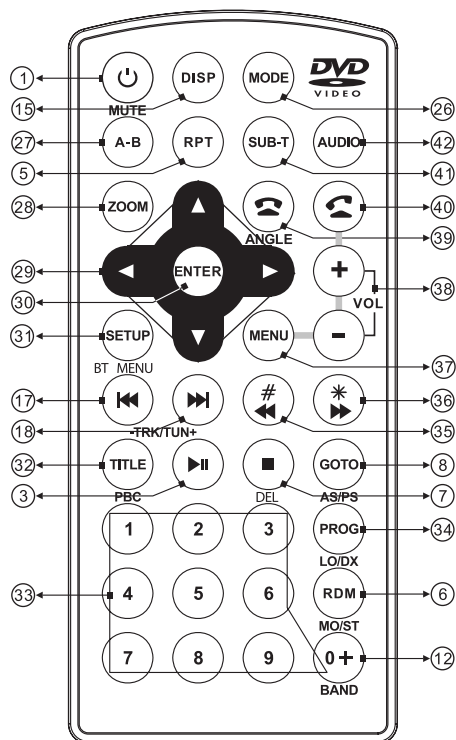 1 ⏻ DISP MODE DVD
VIDEO
15 MUTE 26
27 A-B RPT SUB-T AUDIO 42
5 41
28 ZOOM 40
ANGLE 39
29 ENTER + 38
30 VOL
31 SETUP MENU -
BT MENU 37
17 # * 36
18 -TRK/TUN+ 35
32 TITLE GOTO 8
3 PBC DEL AS/PS 7
1 2 3 PROG 34
LO/DX
33 4 5 6 RDM 6
MO/ST
7 8 9 0+ 12
BAND